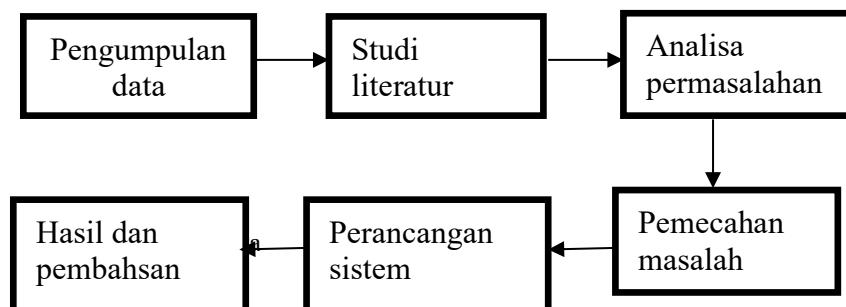 Pengumpulan
data
Studi
literatur
Analisa
permasalahan
Pemecahan
masalah
Perancangan
sistem
Hasil dan
pembahsan